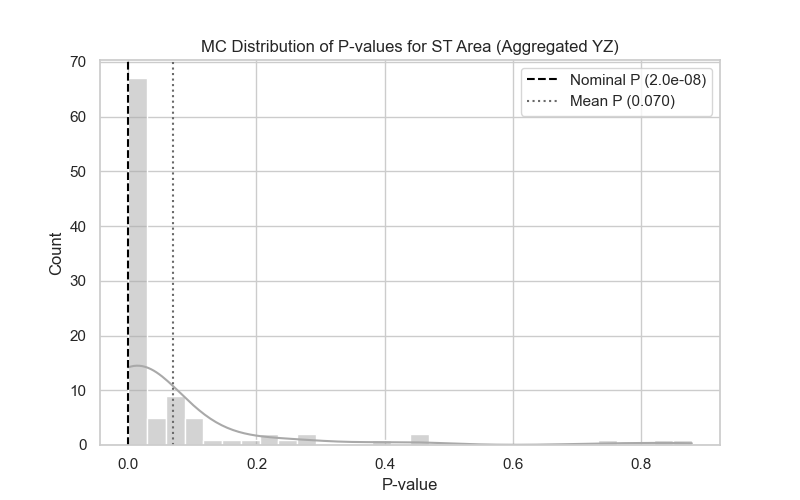 MC Distribution of P-values for ST Area (Aggregated YZ)
Nominal P (2.0e-08)
Mean P (0.070)
70
60
50
40
30
20
10
0
Count
0.0 0.2 0.4 0.6 0.8
P-value